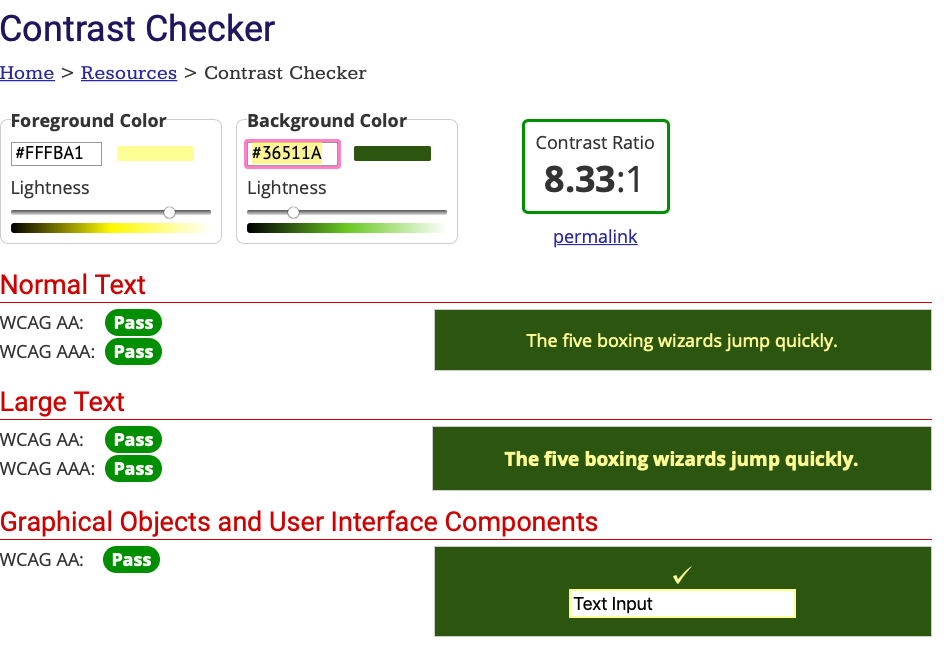 Contrast Checker
Home > Resources > Contrast Checker
Foreground Color
#FFFBA1
Lightness
Background Color
#36511A
Lightness
Contrast Ratio
8.33:1
permalink
Normal Text
WCAG AA: Pass
WCAG AAA: Pass
The five boxing wizards jump quickly.
Large Text
WCAG AA: Pass
WCAG AAA: Pass
The five boxing wizards jump quickly.
Graphical Objects and User Interface Components
WCAG AA: Pass
✓
Text Input